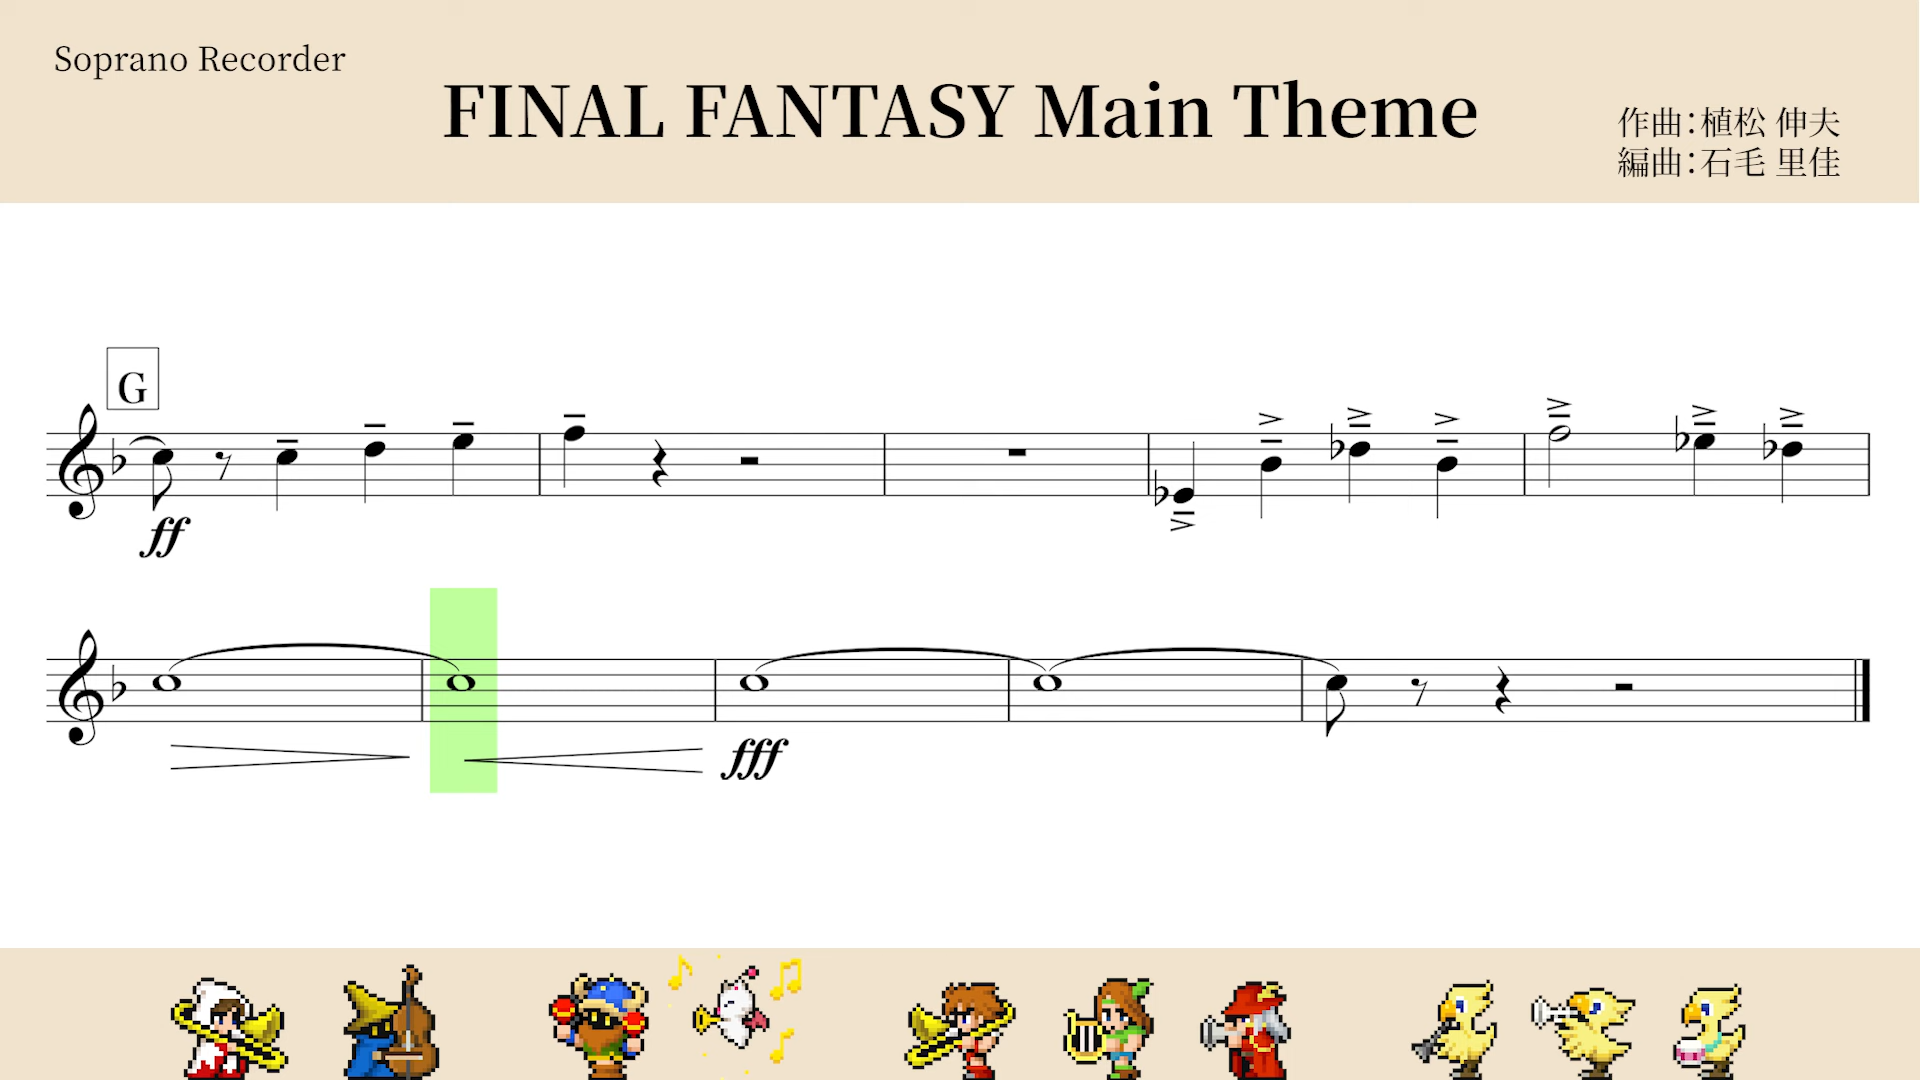 Soprano Recorder
FINAL FANTASY Main Theme
作曲:植松 伸夫
編曲:石毛 里佳
G
ff
fff